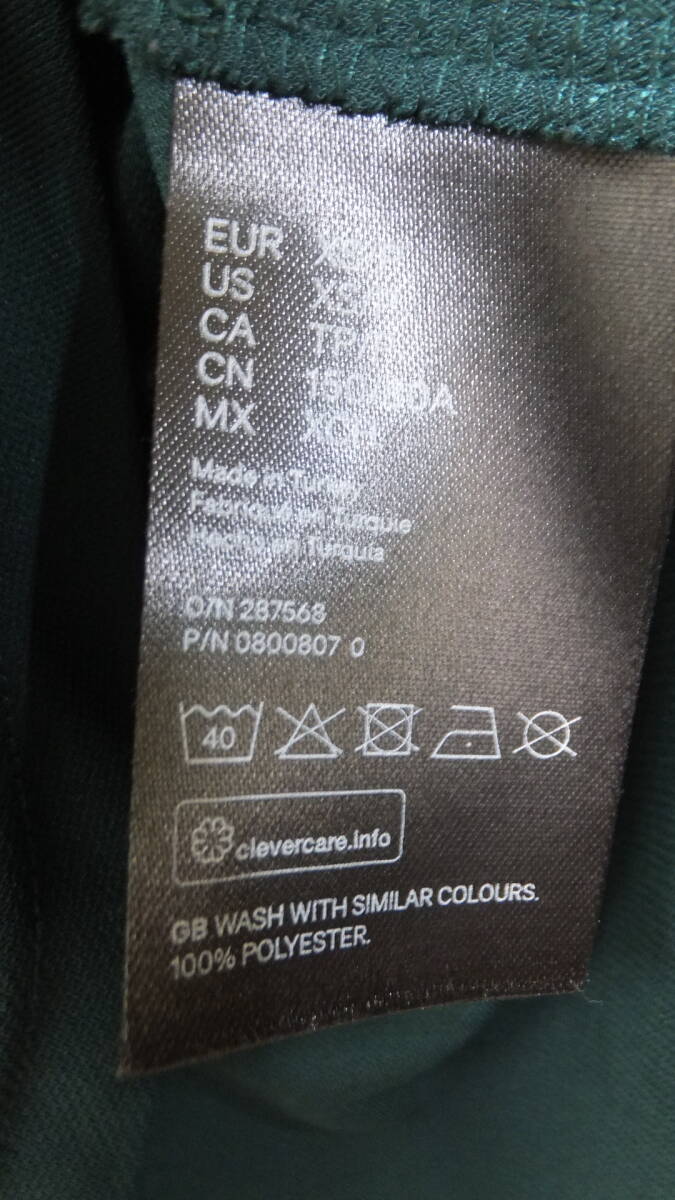 EUR
US
CA
CN
MX
Made in Turkey
Fabriqué en Turquie
Hecho en Turquia
O/N 287568
P/N 0800807 0
40
clevercare.info
GB WASH WITH SIMILAR COLOURS.
100% POLYESTER.